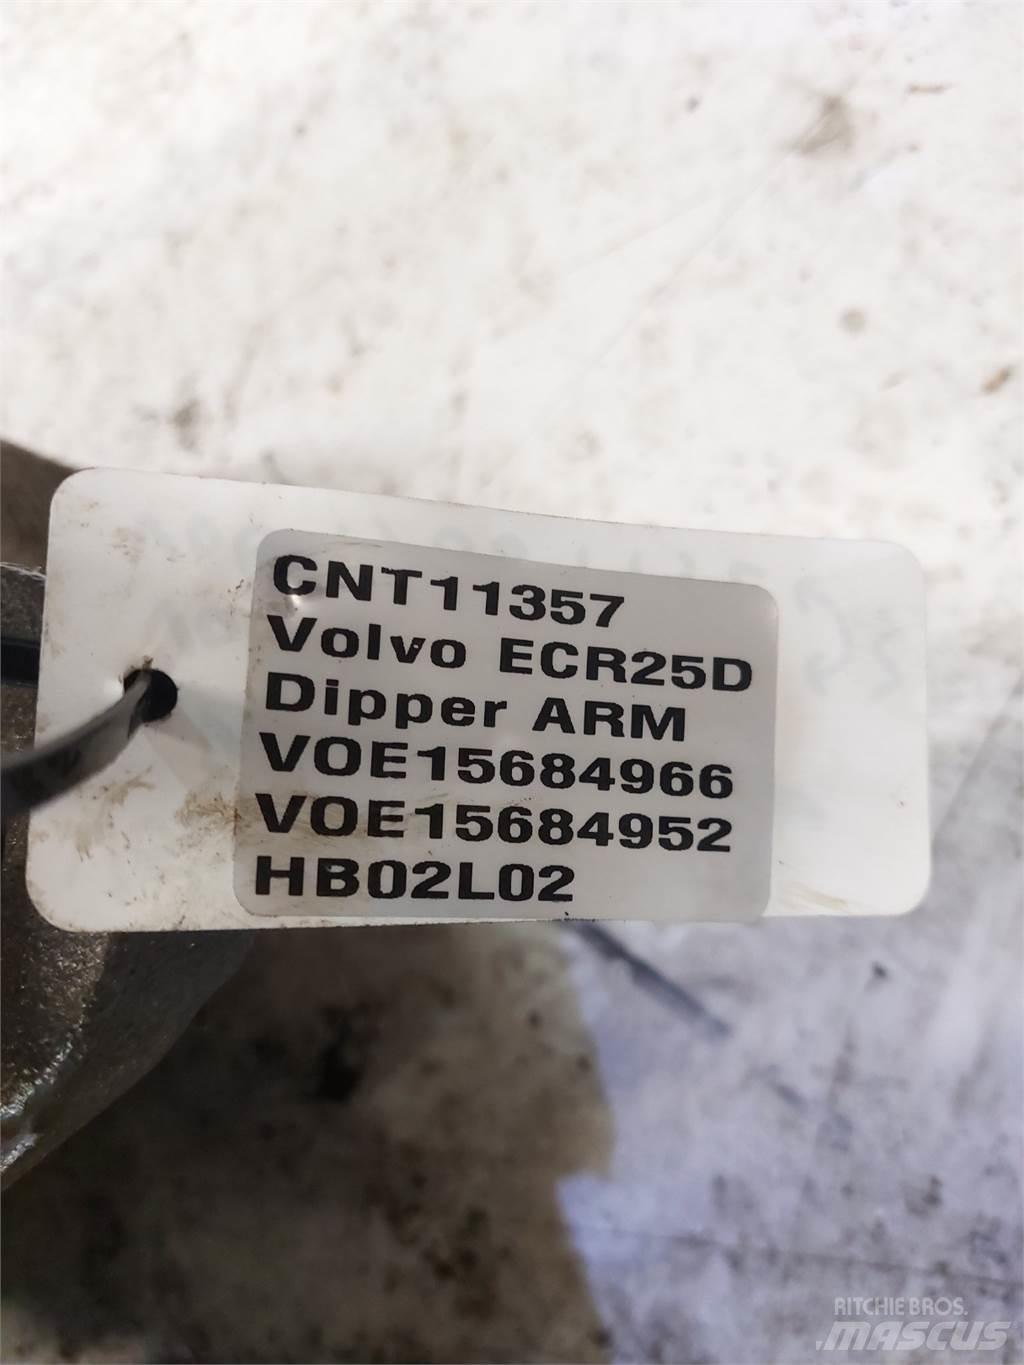 CNT11357
Volvo ECR25D
Dipper ARM
VOE15684966
VOE15684952
HB02L02
RITCHIE BROS.
MASCUS